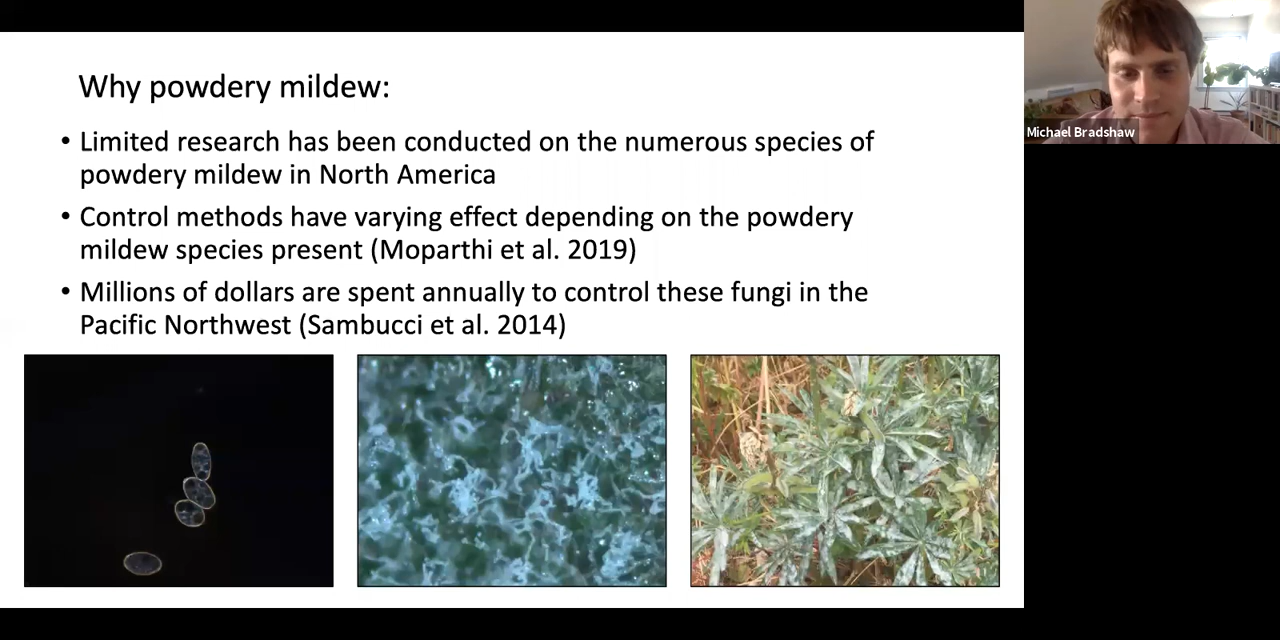 Why powdery mildew:
• Limited research has been conducted on the numerous species of
powdery mildew in North America
• Control methods have varying effect depending on the powdery
mildew species present (Moparthi et al. 2019)
• Millions of dollars are spent annually to control these fungi in the
Pacific Northwest (Sambucci et al. 2014)
Michael Bradshaw